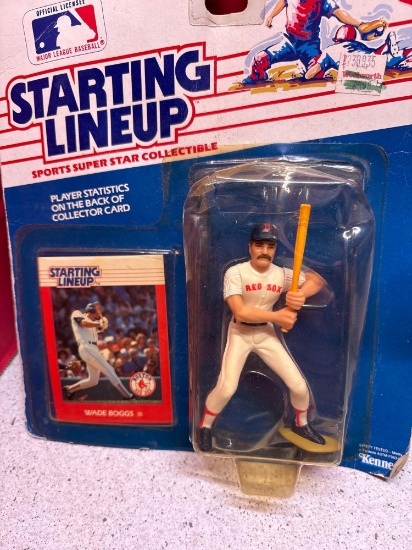 OFFICIAL LICENSEE
MAJOR LEAGUE BASEBALL
STARTING
LINEUP
SPORTS SUPER STAR COLLECTIBLE
PLAYER STATISTICS
ON THE BACK OF
COLLECTOR CARD
STARTING
LINEUP
WADE BOGGS
RED SOX
Kenne